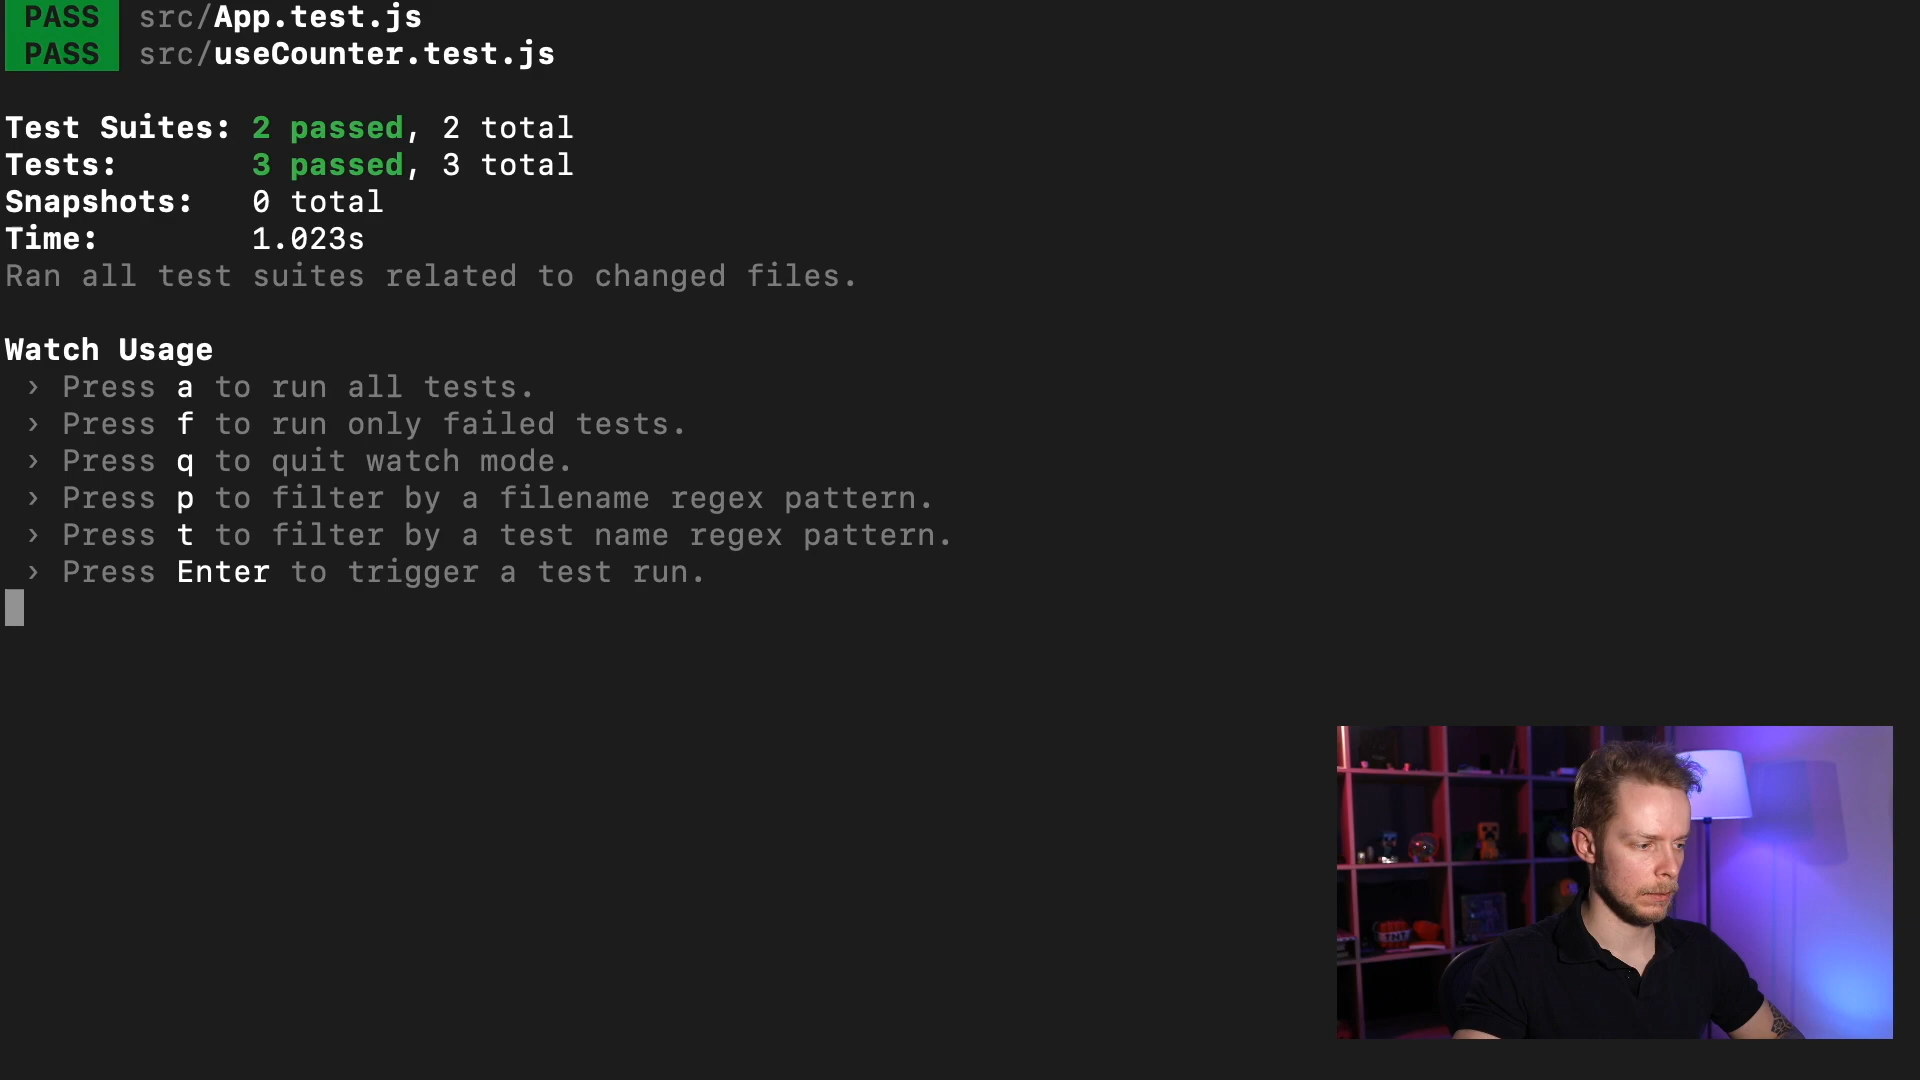 PASS src/App.test.js
PASS src/useCounter.test.js
Test Suites: 2 passed, 2 total
Tests: 3 passed, 3 total
Snapshots: 0 total
Time: 1.023s
Ran all test suites related to changed files.
Watch Usage
› Press a to run all tests.
› Press f to run only failed tests.
› Press q to quit watch mode.
› Press p to filter by a filename regex pattern.
› Press t to filter by a test name regex pattern.
› Press Enter to trigger a test run.
TNT